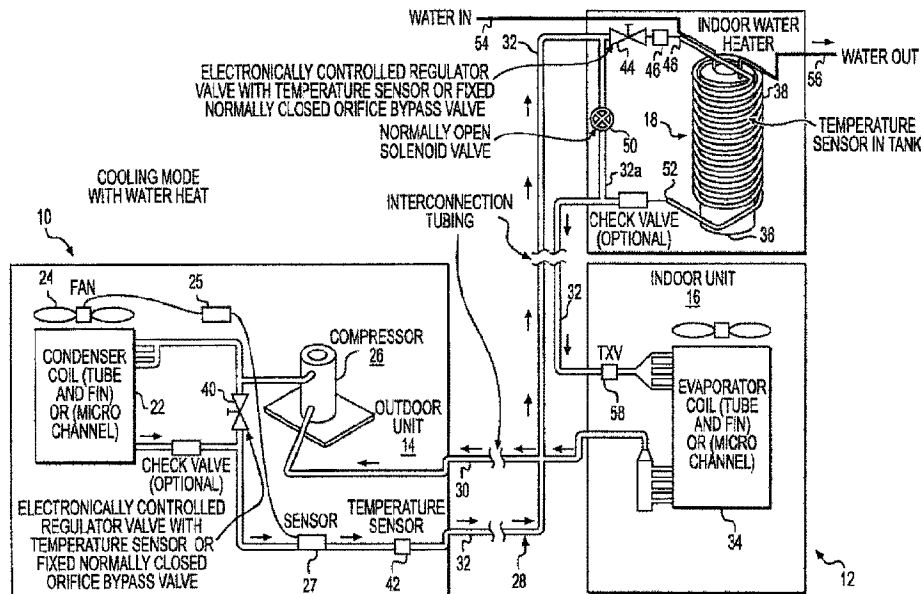 WATER IN
54
32
44
46
48
INDOOR WATER
HEATER
WATER OUT
56
38
ELECTRONICALLY CONTROLLED REGULATOR
VALVE WITH TEMPERATURE SENSOR OR FIXED
NORMALLY CLOSED ORIFICE BYPASS VALVE
18
TEMPERATURE
SENSOR IN TANK
NORMALLY OPEN
SOLENOID VALVE
50
32a
52
COOLING MODE
WITH WATER HEAT
INTERCONNECTION
TUBING
CHECK VALVE
(OPTIONAL)
36
10
24
FAN
25
COMPRESSOR
26
CONDENSER
COIL (TUBE
AND FIN)
OR (MICRO
CHANNEL)
22
40
OUTDOOR
UNIT
14
CHECK VALVE
(OPTIONAL)
ELECTRONICALLY CONTROLLED
REGULATOR VALVE WITH
TEMPERATURE SENSOR OR
FIXED NORMALLY CLOSED
ORIFICE BYPASS VALVE
SENSOR
27
TEMPERATURE
SENSOR
42
30
32
28
INDOOR UNIT
16
32
TXV
58
EVAPORATOR
COIL (TUBE
AND FIN)
OR (MICRO
CHANNEL)
34
12